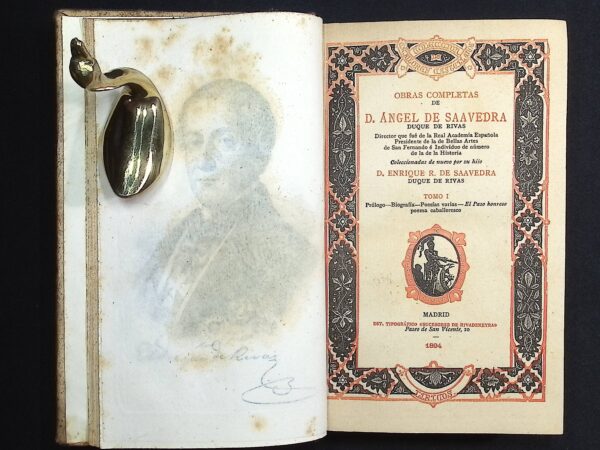 de Rivas
OBRAS COMPLETAS
DE
D. ÁNGEL DE SAAVEDRA
DUQUE DE RIVAS
Director que fué de la Real Academia Española
Presidente de la de Bellas Artes
de San Fernando é Individuo de número
de la de la Historia
Coleccionadas de nuevo por su hijo
D. ENRIQUE R. DE SAAVEDRA
DUQUE DE RIVAS
TOMO I
Prólogo—Biografía—Poesías varias—El Paso honroso
poema caballeresco
MADRID
EST. TIPOGRÁFICO «SUCESORES DE RIVADENEYRA»
Paseo de San Vicente, 20
1894